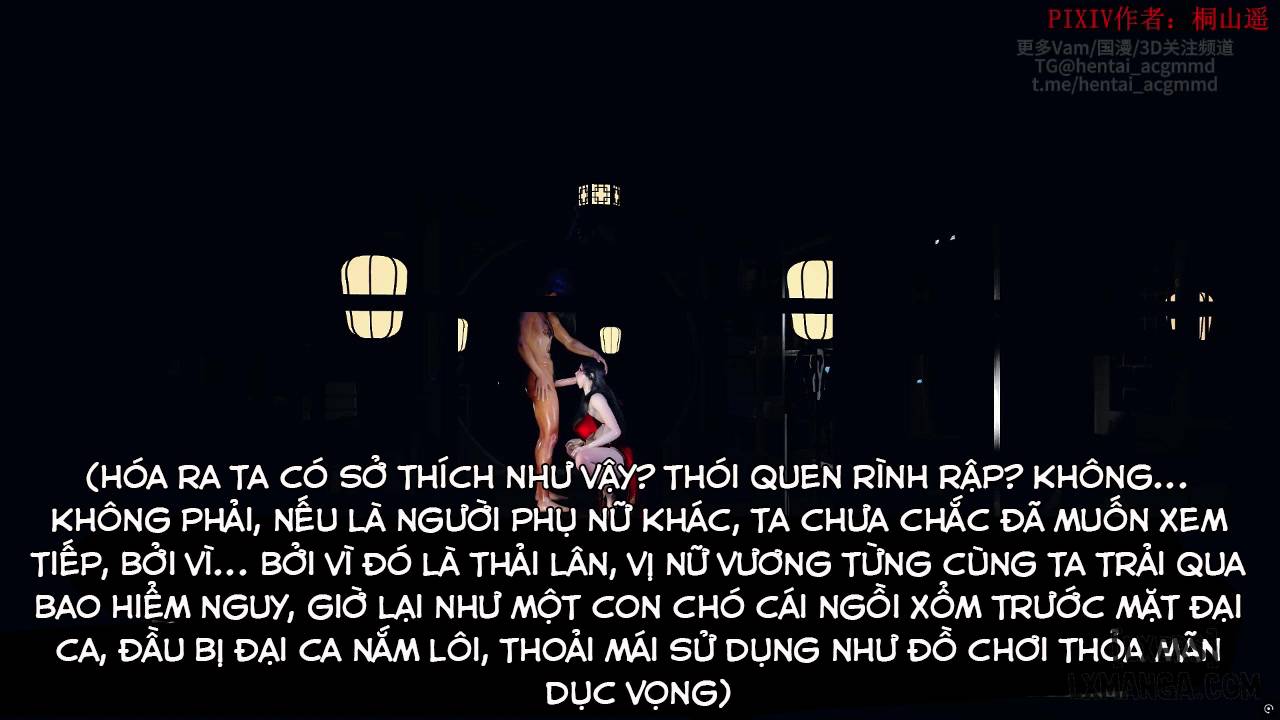 PIXIV作者：桐山遥
更多Vam/国漫/3D关注频道
TG@hentai_acgmmd
t.me/hentai_acgmmd
(HÓA RA TA CÓ SỞ THÍCH NHƯ VẬY? THÓI QUEN RÌNH RẬP? KHÔNG...
KHÔNG PHẢI, NẾU LÀ NGƯỜI PHỤ NỮ KHÁC, TA CHƯA CHẮC ĐÃ MUỐN XEM
TIẾP, BỞI VÌ... BỞI VÌ ĐÓ LÀ THẢI LÂN, VỊ NỮ VƯƠNG TỪNG CÙNG TA TRẢI QUA
BAO HIỂM NGUY, GIỜ LẠI NHƯ MỘT CON CHÓ CÁI NGỒI XỔM TRƯỚC MẶT ĐẠI
CA, ĐẦU BỊ ĐẠI CA NẮM LÔI, THOẢI MÁI SỬ DỤNG NHƯ ĐỒ CHƠI THỎA MÃN
DỤC VỌNG)
LXMANGA.COM